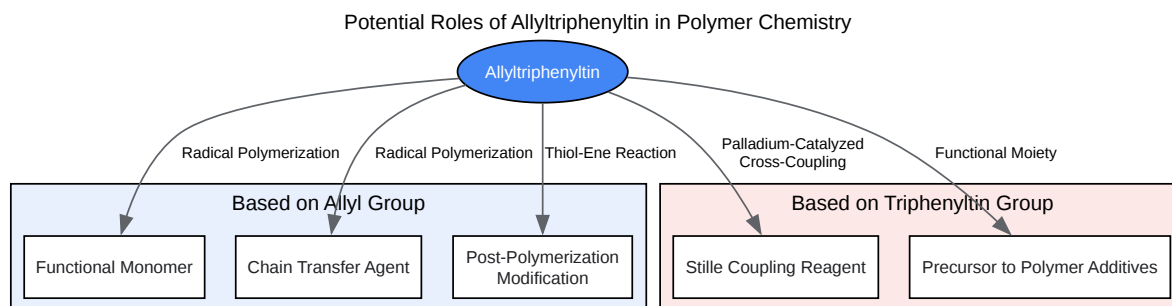 Potential Roles of Allyltriphenyltin in Polymer Chemistry
Allyltriphenyltin
Radical Polymerization
Radical Polymerization
Thiol-Ene Reaction
Palladium-Catalyzed
Cross-Coupling
Functional Moiety
Based on Allyl Group
Based on Triphenyltin Group
Functional Monomer
Chain Transfer Agent
Post-Polymerization
Modification
Stille Coupling Reagent
Precursor to Polymer Additives